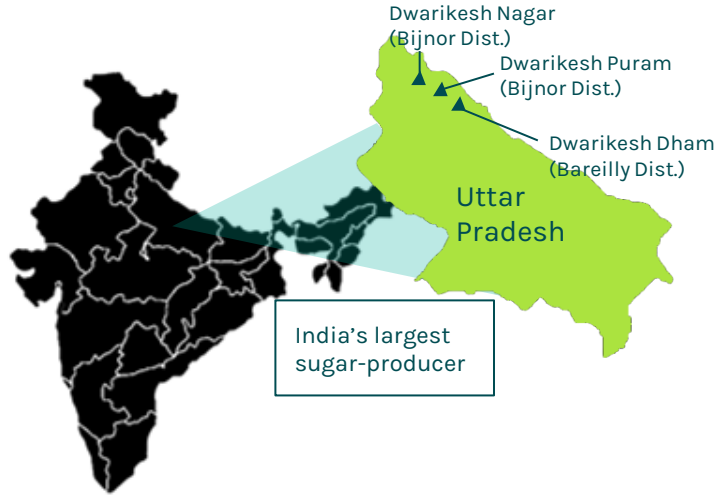 Dwarikesh Nagar
(Bijnor Dist.)
Dwarikesh Puram
(Bijnor Dist.)
Dwarikesh Dham
(Bareilly Dist.)
Uttar
Pradesh
India’s largest
sugar-producer